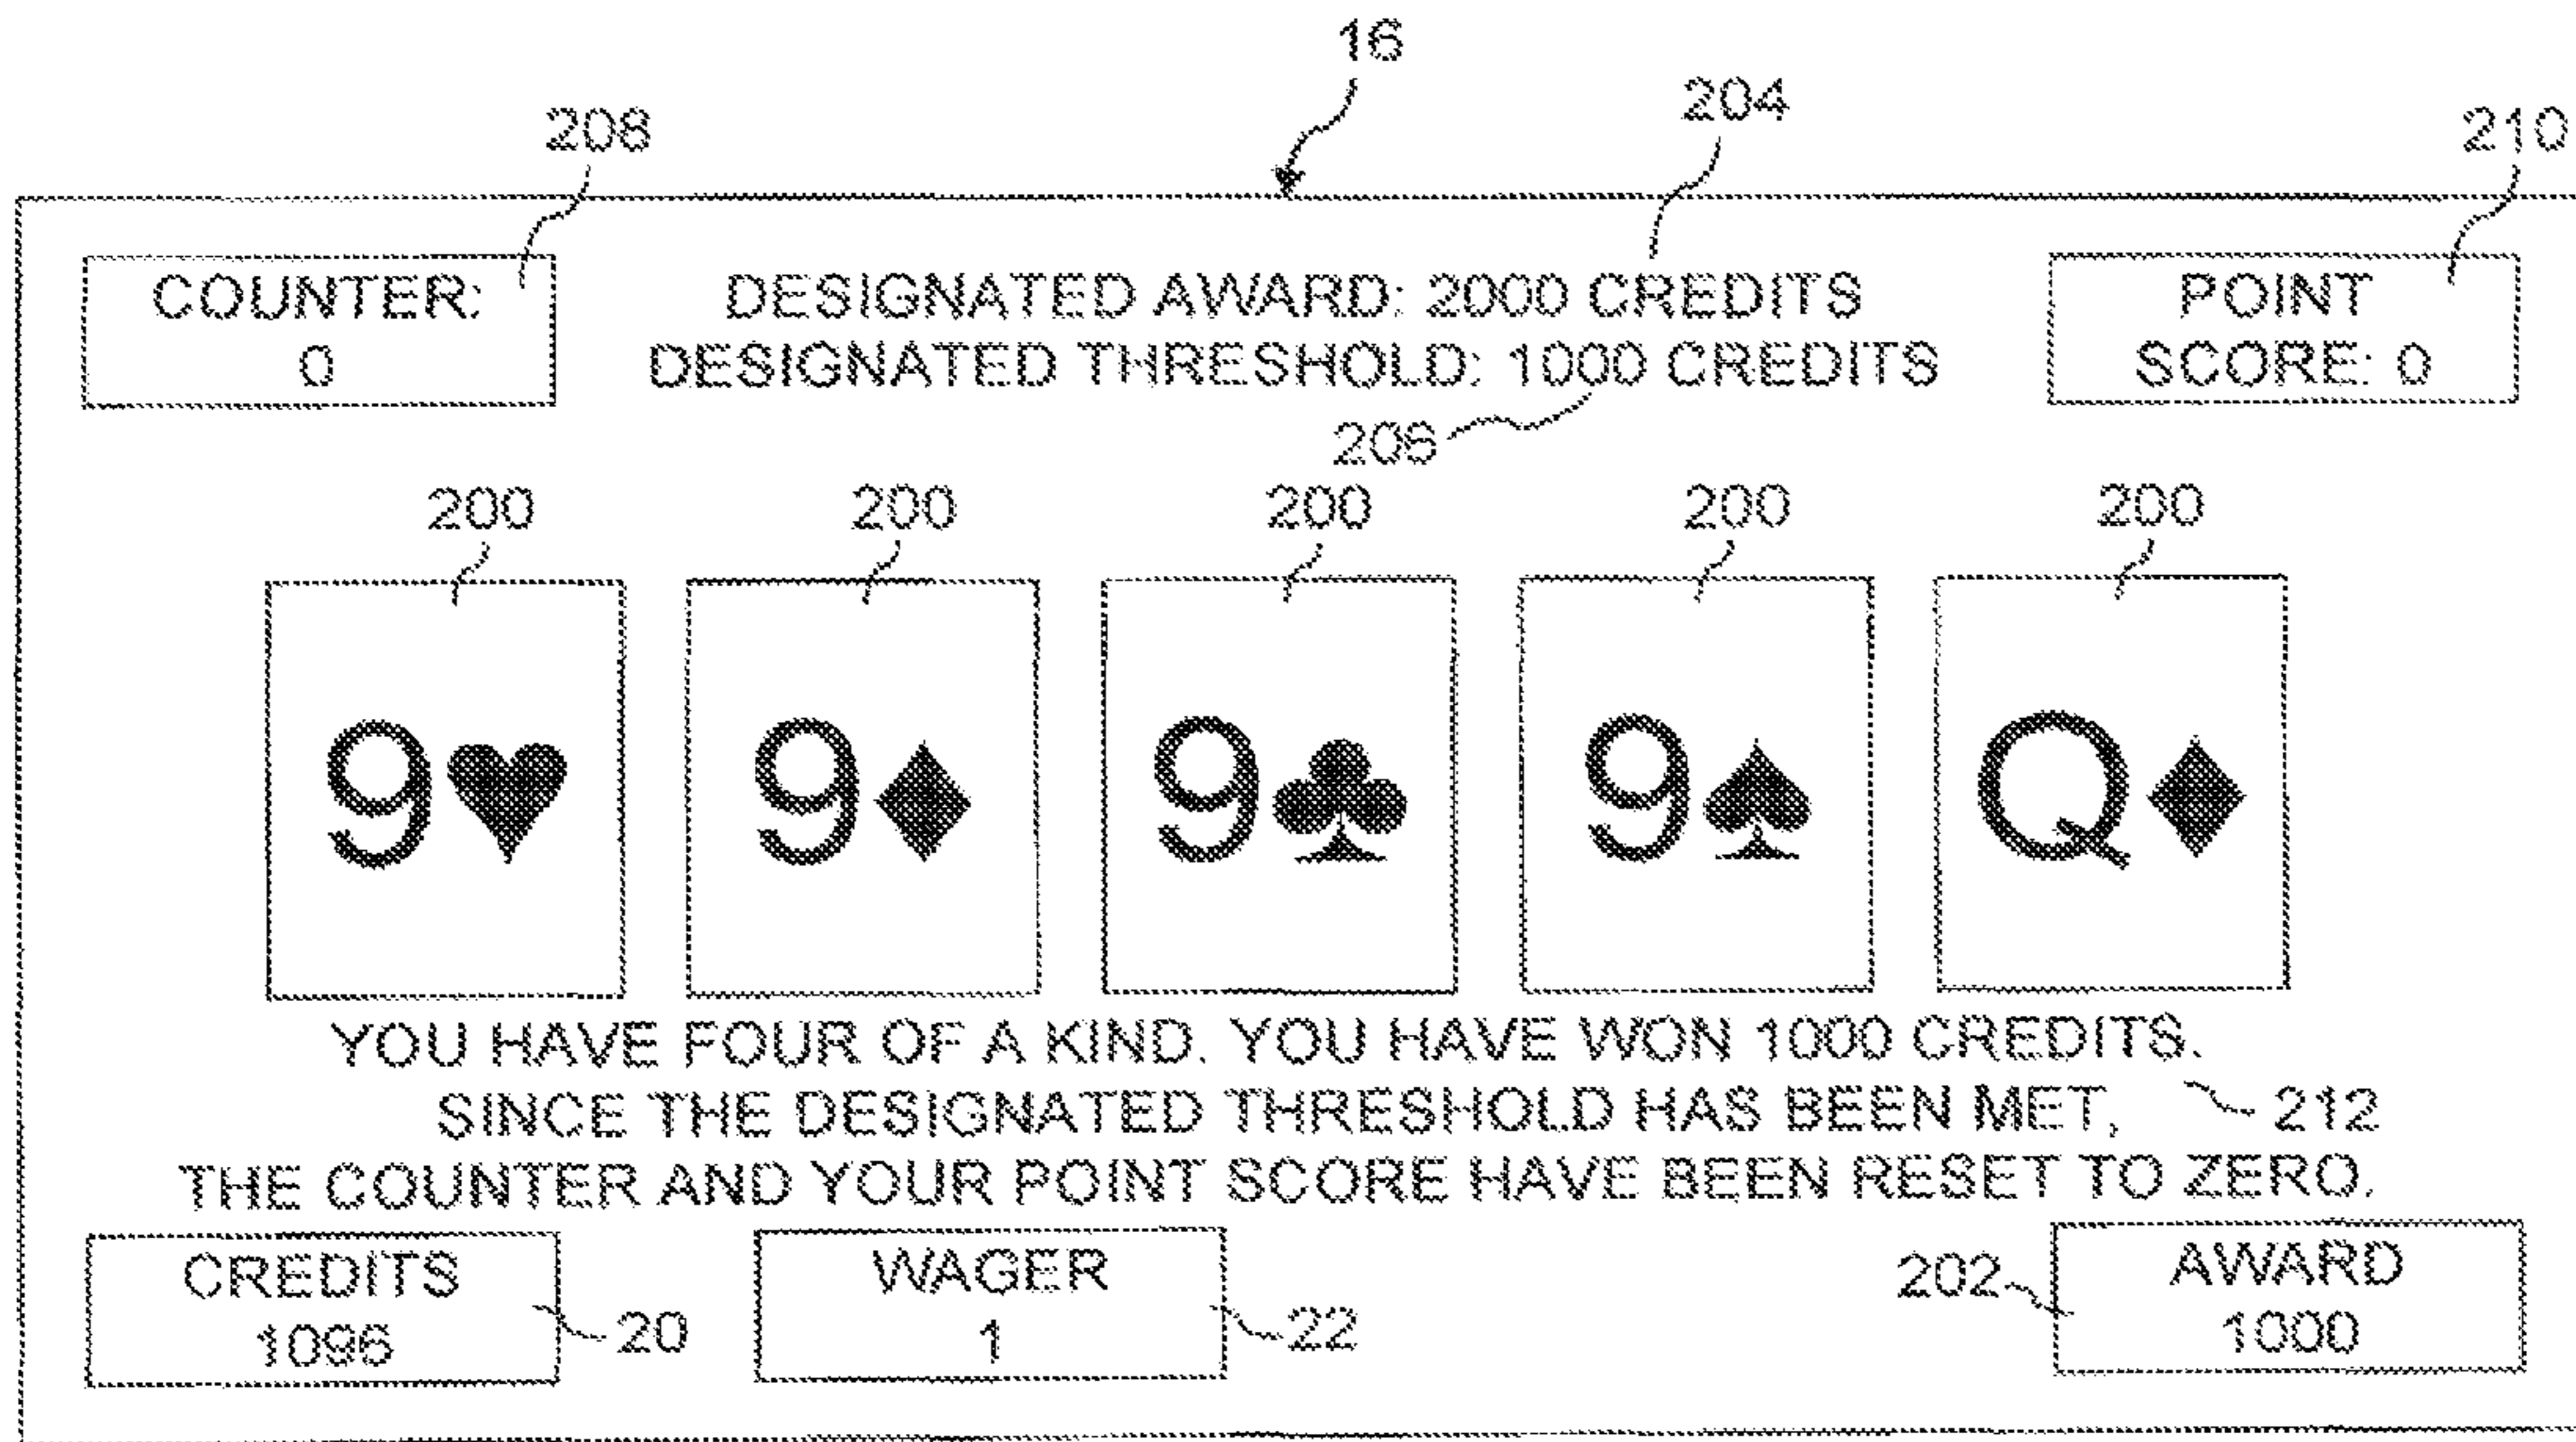 16
204
208
210
COUNTER:
0
DESIGNATED AWARD: 2000 CREDITS
DESIGNATED THRESHOLD: 1000 CREDITS
POINT
SCORE: 0
206
200 200 200 200 200
9♥ 9♦ 9♣ 9♠ Q♦
YOU HAVE FOUR OF A KIND. YOU HAVE WON 1000 CREDITS.
SINCE THE DESIGNATED THRESHOLD HAS BEEN MET,
212
THE COUNTER AND YOUR POINT SCORE HAVE BEEN RESET TO ZERO.
CREDITS
1096
20
WAGER
1
22
202
AWARD
1000